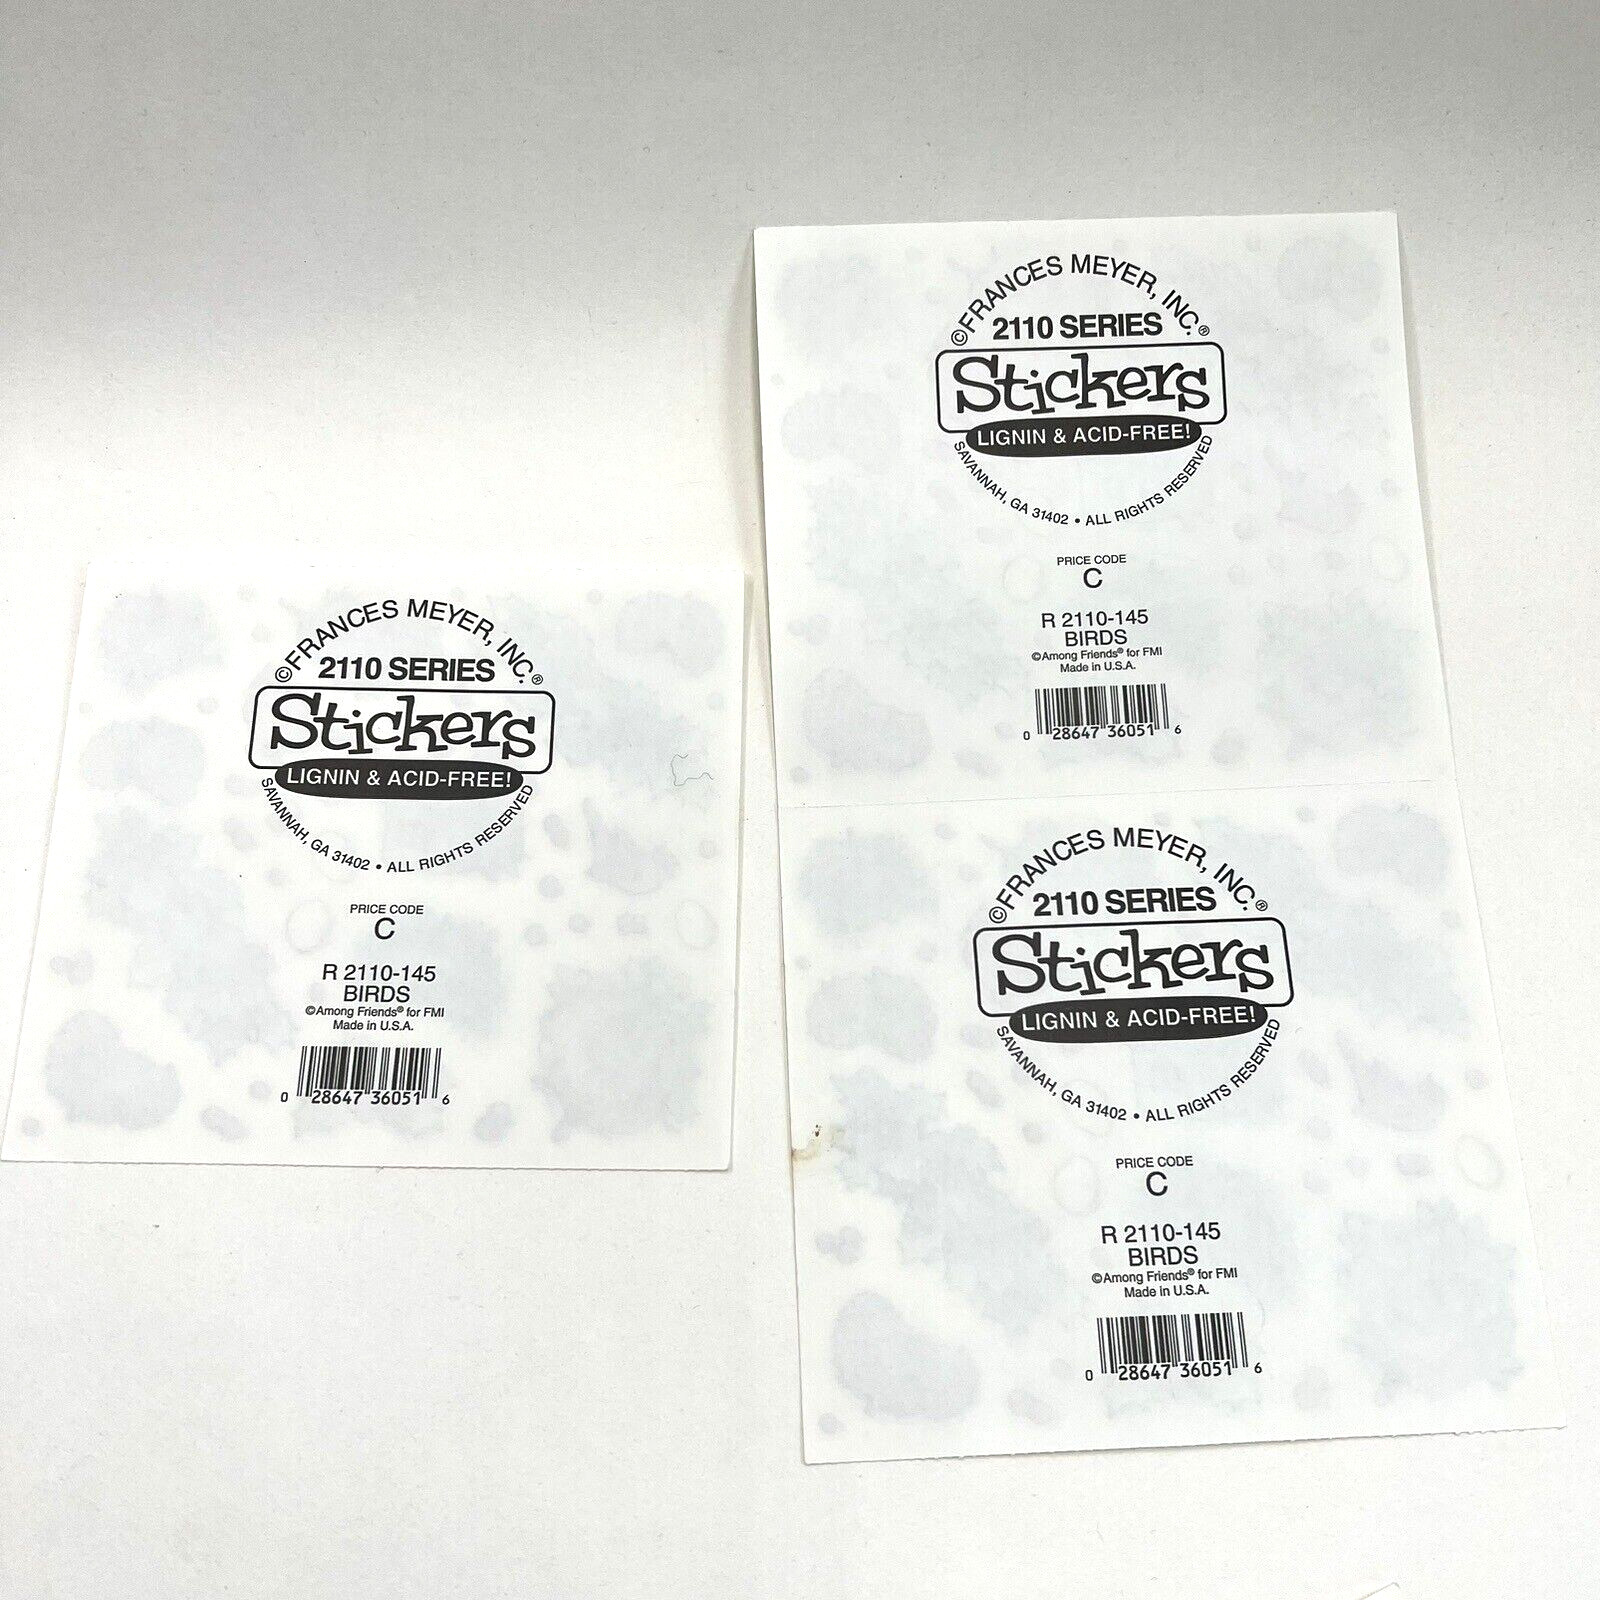 ©FRANCES MEYER, INC.®
2110 SERIES
Stickers
LIGNIN & ACID-FREE!
SAVANNAH, GA 31402 • ALL RIGHTS RESERVED
PRICE CODE
C
R 2110-145
BIRDS
©Among Friends® for FMI
Made in U.S.A.
0 28647 36051 6
©FRANCES MEYER, INC.®
2110 SERIES
Stickers
LIGNIN & ACID-FREE!
SAVANNAH, GA 31402 • ALL RIGHTS RESERVED
PRICE CODE
C
R 2110-145
BIRDS
©Among Friends® for FMI
Made in U.S.A.
0 28647 36051 6
©FRANCES MEYER, INC.®
2110 SERIES
Stickers
LIGNIN & ACID-FREE!
SAVANNAH, GA 31402 • ALL RIGHTS RESERVED
PRICE CODE
C
R 2110-145
BIRDS
©Among Friends® for FMI
Made in U.S.A.
0 28647 36051 6